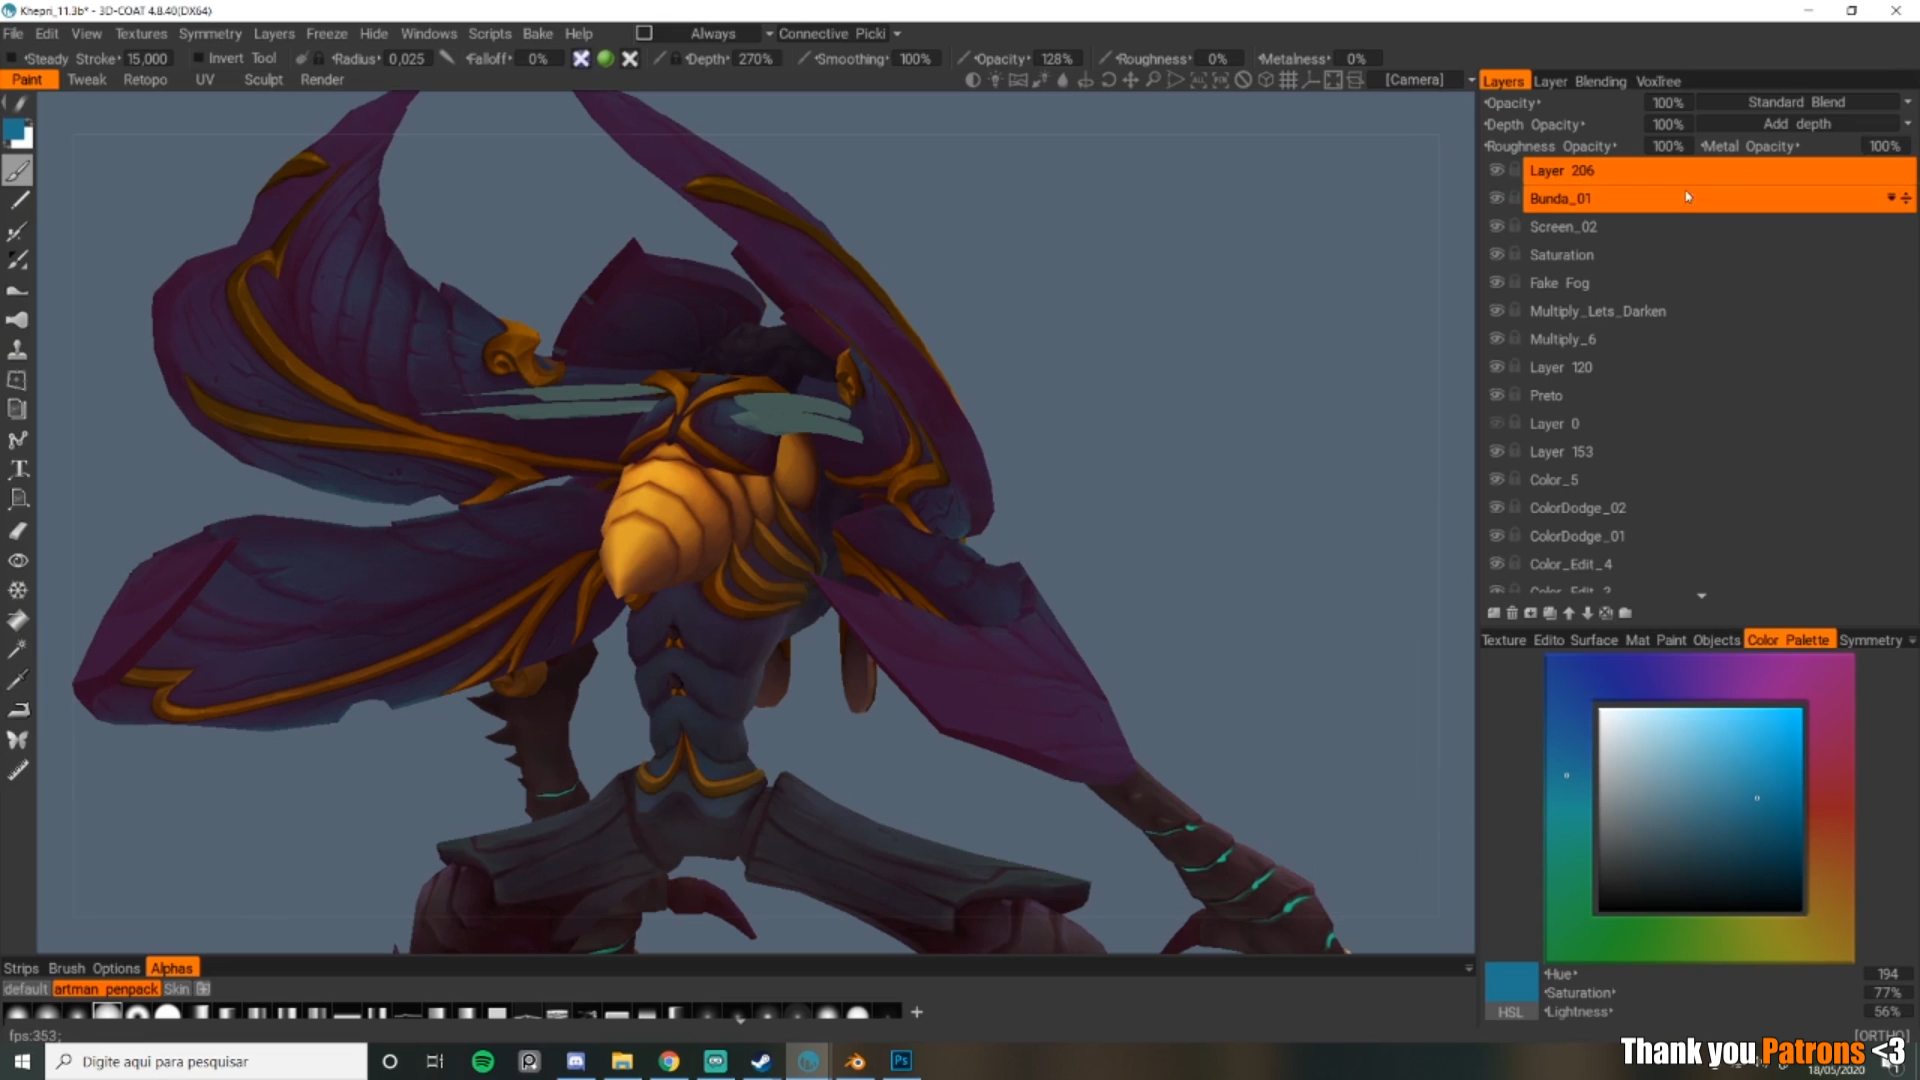 Khepri_11.3b* - 3D-COAT 4.8.40(DX64)
File Edit View Textures Symmetry Layers Freeze Hide Windows Scripts Bake Help Always Connective Picki
Steady Stroke 15,000 Invert Tool Radius 0,025 Falloff 0% Depth 270% Smoothing 100% Opacity 128% Roughness 0% Metalness 0%
Paint Tweak Retopo UV Sculpt Render [Camera]
Layers Layer Blending VoxTree
Opacity 100% Standard Blend
Depth Opacity 100% Add depth
Roughness Opacity 100% Metal Opacity 100%
Layer 206
Bunda_01
Screen_02
Saturation
Fake Fog
Multiply_Lets_Darken
Multiply_6
Layer 120
Preto
Layer 0
Layer 153
Color_5
ColorDodge_02
ColorDodge_01
Color_Edit_4
Texture Edito Surface Mat Paint Objects Color Palette Symmetry
Hue 194
Saturation 77%
HSL Lightness 56%
Strips Brush Options Alphas
default artman_penpack Skin
fps:353;
[ORTHO]
Digite aqui para pesquisar
Ps
Thank you Patrons <3
18/05/2020